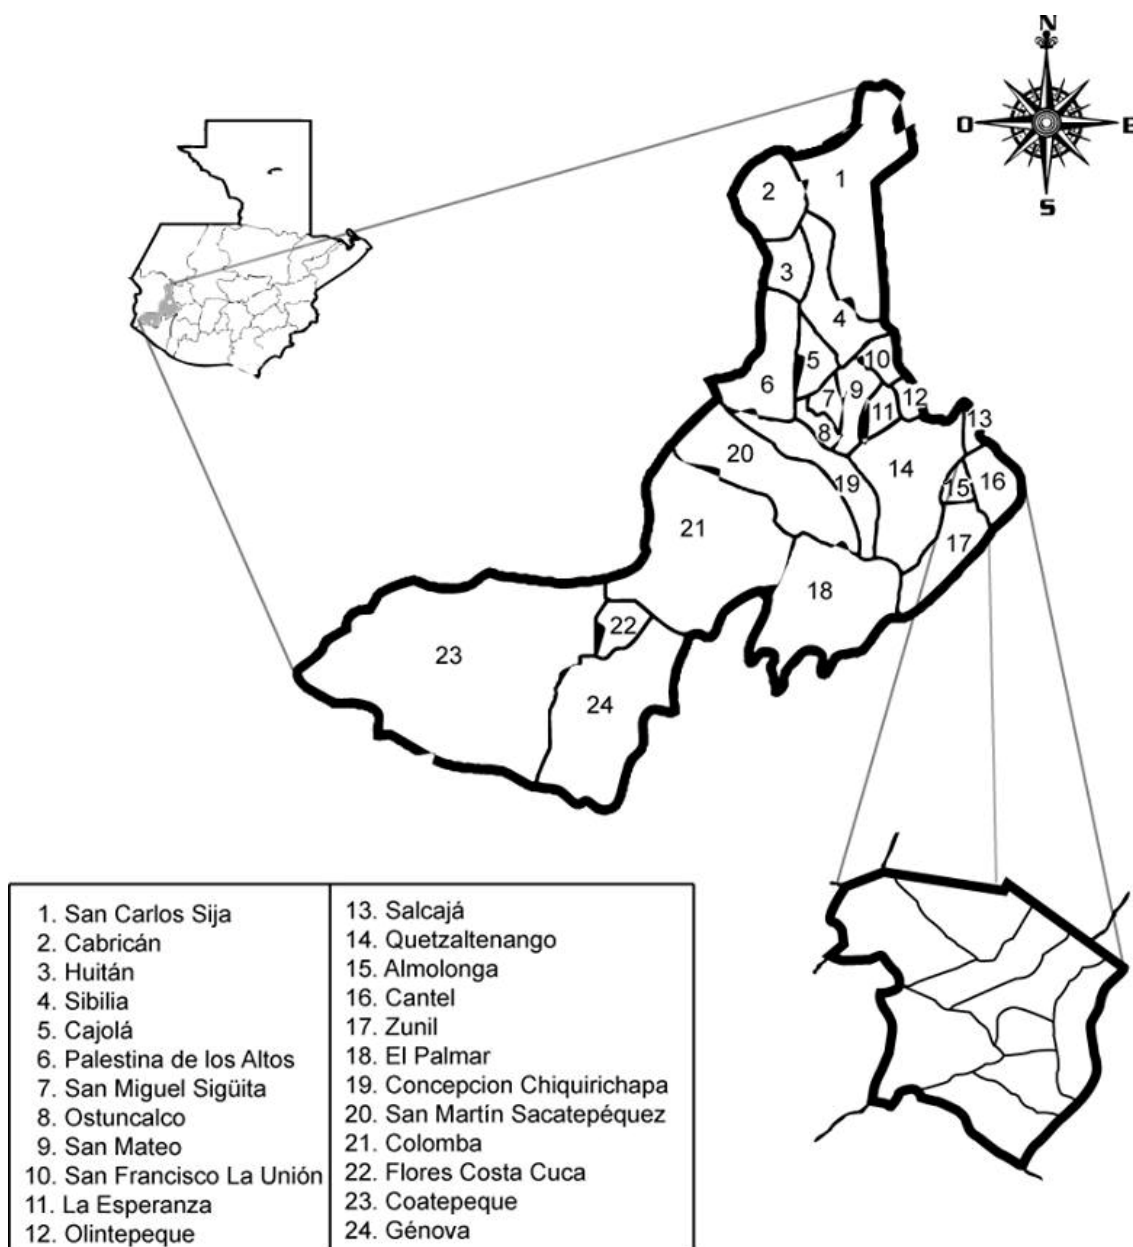 N
O
E
S
1
2
3
4
5
6
7
8
9
10
11
12
13
14
15
16
17
18
19
20
21
22
23
24
1. San Carlos Sija
2. Cabricán
3. Huitán
4. Sibilia
5. Cajolá
6. Palestina de los Altos
7. San Miguel Sigüita
8. Ostuncalco
9. San Mateo
10. San Francisco La Unión
11. La Esperanza
12. Olintepeque
13. Salcajá
14. Quetzaltenango
15. Almolonga
16. Cantel
17. Zunil
18. El Palmar
19. Concepcion Chiquirichapa
20. San Martín Sacatepéquez
21. Colomba
22. Flores Costa Cuca
23. Coatepeque
24. Génova